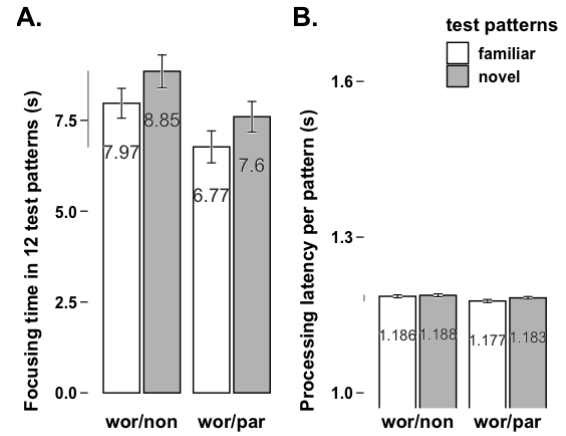 A.
Focusing time in 12 test patterns (s)
7.5
5.0
2.5
0.0
7.97
8.85
6.77
7.6
wor/non
wor/par
B.
test patterns
familiar
novel
Processing latency per pattern (s)
1.6
1.3
1.0
1.186
1.188
1.177
1.183
wor/non
wor/par